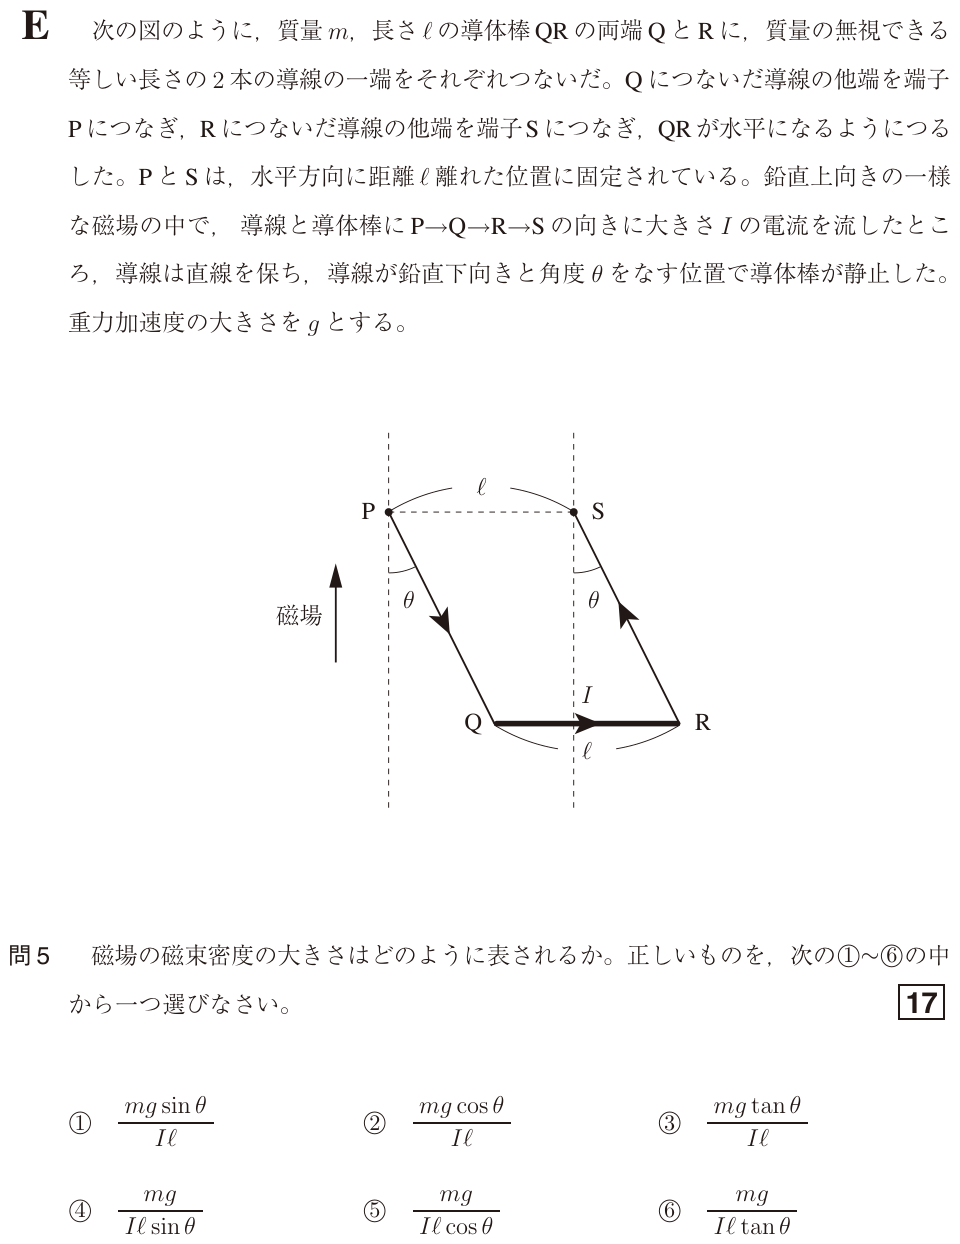 E 次の図のように，質量 m，長さ ℓ の導体棒 QR の両端 Q と R に，質量の無視できる
等しい長さの 2 本の導線の一端をそれぞれつないだ。Q につないだ導線の他端を端子
P につなぎ，R につないだ導線の他端を端子 S につなぎ，QR が水平になるようにつる
した。P と S は，水平方向に距離 ℓ 離れた位置に固定されている。鉛直上向きの一様
な磁場の中で， 導線と導体棒に P→Q→R→S の向きに大きさ I の電流を流したとこ
ろ，導線は直線を保ち，導線が鉛直下向きと角度 θ をなす位置で導体棒が静止した。
重力加速度の大きさを g とする。
ℓ
P S
θ θ
磁場
I
Q R
ℓ
問5 磁場の磁束密度の大きさはどのように表されるか。正しいものを，次の①~⑥の中
から一つ選びなさい。 17
① mg sin θ / Iℓ ② mg cos θ / Iℓ ③ mg tan θ / Iℓ
④ mg / Iℓ sin θ ⑤ mg / Iℓ cos θ ⑥ mg / Iℓ tan θ